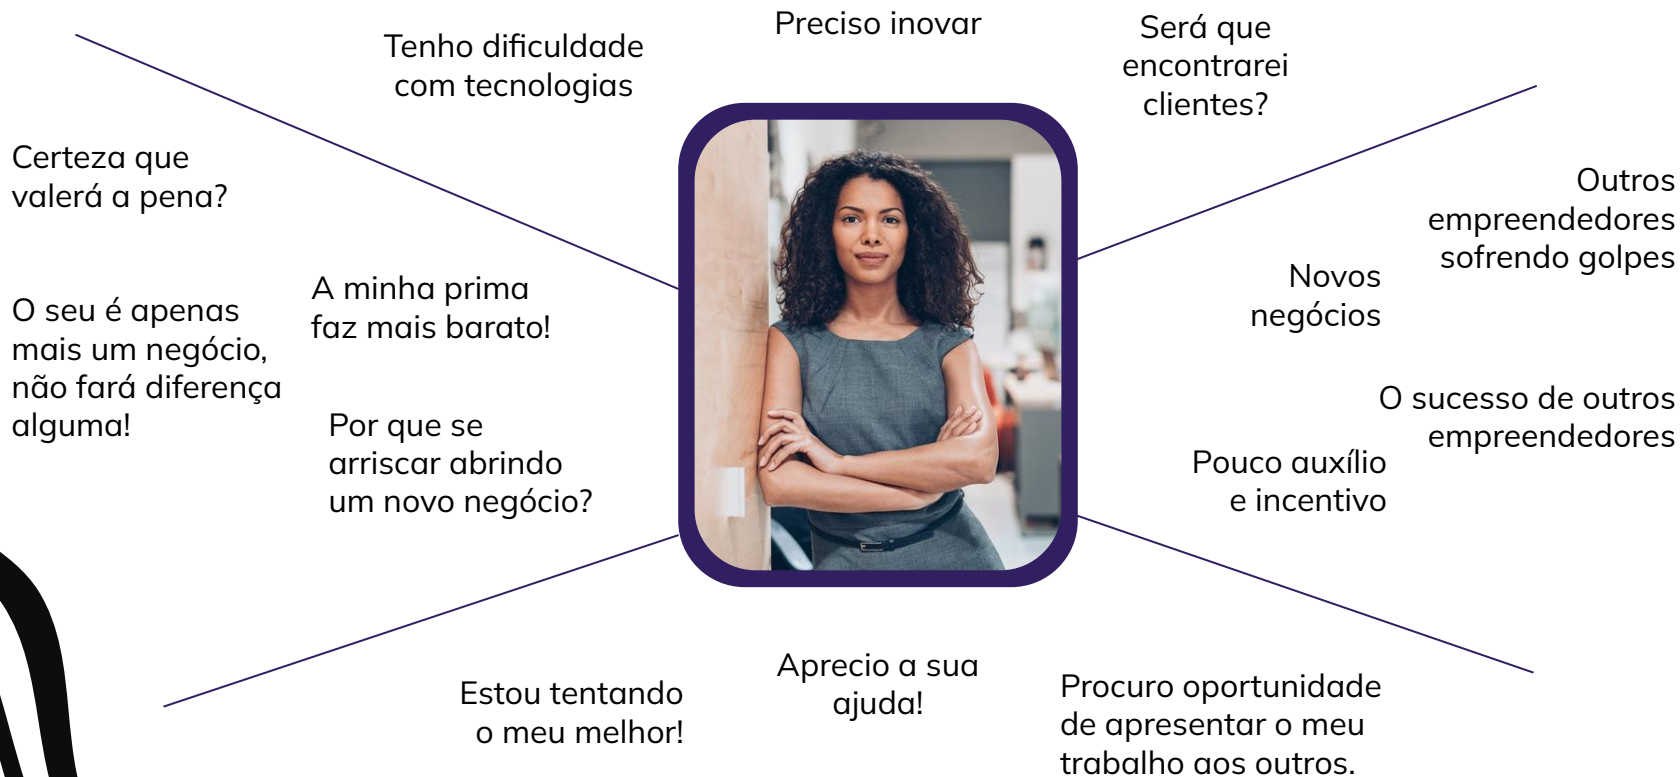 Preciso inovar
Tenho dificuldade
com tecnologias
Será que
encontrarei
clientes?
Certeza que
valerá a pena?
O seu é apenas
mais um negócio,
não fará diferença
alguma!
A minha prima
faz mais barato!
Por que se
arriscar abrindo
um novo negócio?
Outros
empreendedores
sofrendo golpes
Novos
negócios
O sucesso de outros
empreendedores
Pouco auxílio
e incentivo
Estou tentando
o meu melhor!
Aprecio a sua
ajuda!
Procuro oportunidade
de apresentar o meu
trabalho aos outros.